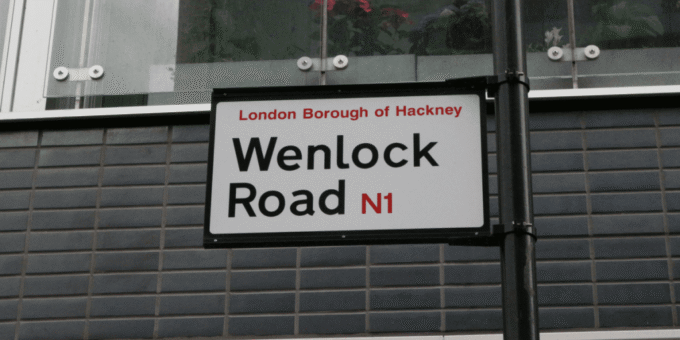 London Borough of Hackney
Wenlock
Road N1